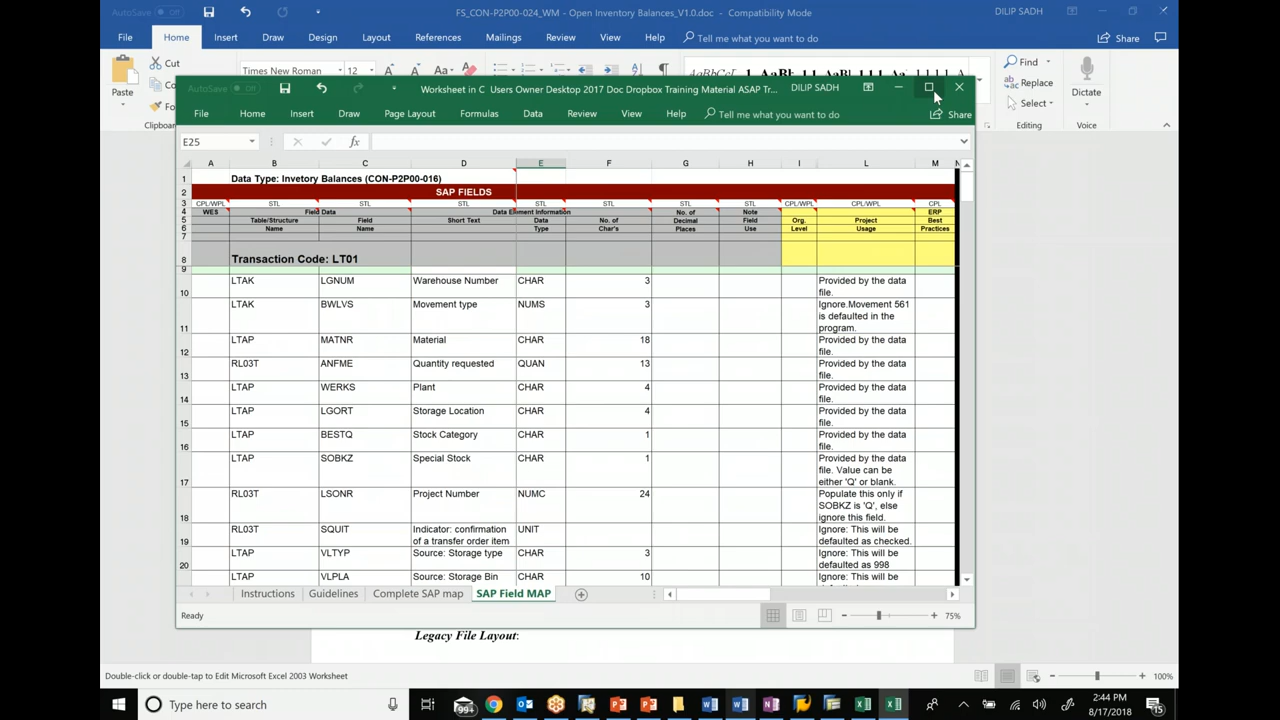 AutoSave Off
FS_CON-P2P00-024_WM - Open Inventory Balances_V1.0.doc - Compatibility Mode
DILIP SADH
File Home Insert Draw Design Layout References Mailings Review View Help Tell me what you want to do Share
Cut
Paste
Times New Roman 12
Find
Replace
Select
Dictate
Editing Voice
AutoSave Off
Worksheet in C Users Owner Desktop 2017 Doc Dropbox Training Material ASAP Tr...
DILIP SADH
File Home Insert Draw Page Layout Formulas Data Review View Help Tell me what you want to do Share
E25 fx
A B C D E F G H I L M
1 Data Type: Invetory Balances (CON-P2P00-016)
2 SAP FIELDS
3 CPL/WPL STL STL STL STL STL STL STL CPL/WPL CPL/WPL CPL
4 WES Field Data Data Element Information No. of Note ERP
5 Table/Structure Field Short Text Data No. of Decimal Field Org. Project Best
6 Name Name Type Char's Places Use Level Usage Practices
7
8 Transaction Code: LT01
9
10 LTAK LGNUM Warehouse Number CHAR 3 Provided by the data file.
11 LTAK BWLVS Movement type NUMS 3 Ignore.Movement 561 is defaulted in the program.
12 LTAP MATNR Material CHAR 18 Provided by the data file.
13 RL03T ANFME Quantity requested QUAN 13 Provided by the data file.
14 LTAP WERKS Plant CHAR 4 Provided by the data file.
15 LTAP LGORT Storage Location CHAR 4 Provided by the data file.
16 LTAP BESTQ Stock Category CHAR 1 Provided by the data file.
17 LTAP SOBKZ Special Stock CHAR 1 Provided by the data file. Value can be either 'Q' or blank.
18 RL03T LSONR Project Number NUMC 24 Populate this only if SOBKZ is 'Q', else ignore this field.
19 RL03T SQUIT Indicator: confirmation of a transfer order item UNIT Ignore: This will be defaulted as checked.
20 LTAP VLTYP Source: Storage type CHAR 3 Ignore: This will be defaulted as 998
LTAP VLPLA Source: Storage Bin CHAR 10 Ignore: This will be
Instructions Guidelines Complete SAP map SAP Field MAP
Ready 75%
Legacy File Layout:
Double-click or double-tap to Edit Microsoft Excel 2003 Worksheet 100%
Type here to search
99+
2:44 PM
8/17/2018
15